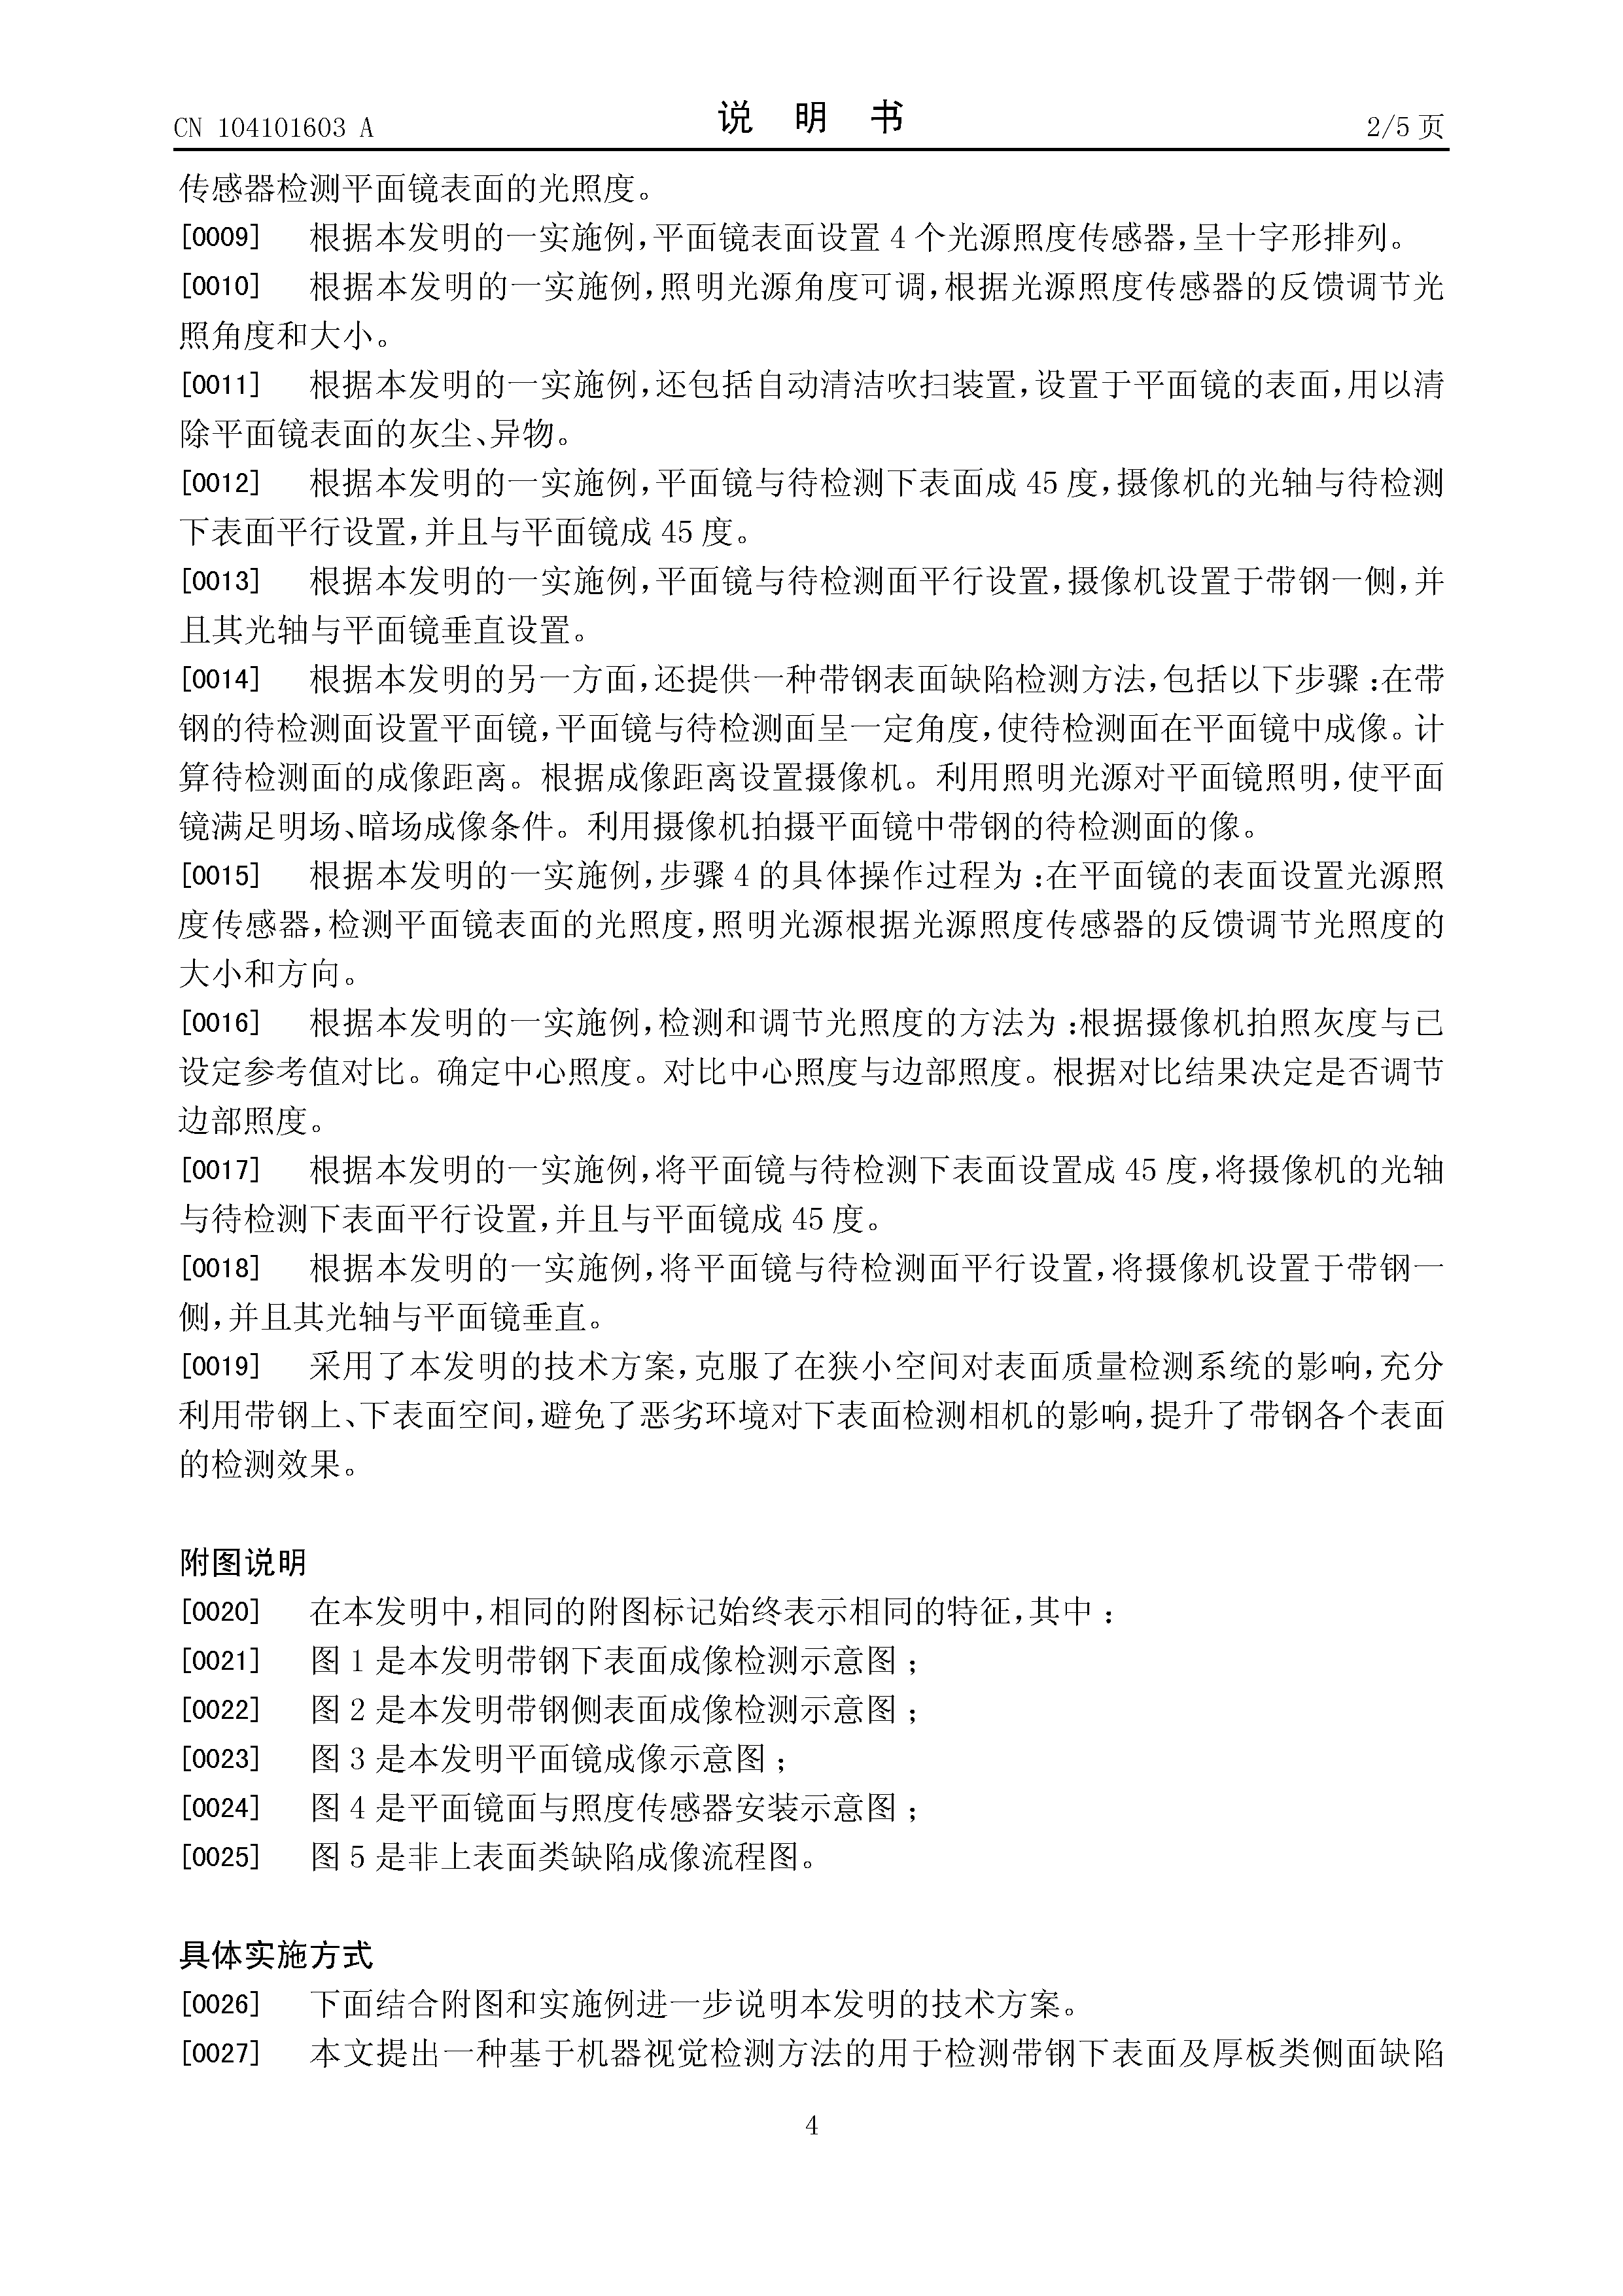 CN 104101603 A
说 明 书
2/5 页
传感器检测平面镜表面的光照度。
[0009] 根据本发明的一实施例,平面镜表面设置 4 个光源照度传感器,呈十字形排列。
[0010] 根据本发明的一实施例,照明光源角度可调,根据光源照度传感器的反馈调节光
照角度和大小。
[0011] 根据本发明的一实施例,还包括自动清洁吹扫装置,设置于平面镜的表面,用以清
除平面镜表面的灰尘、异物。
[0012] 根据本发明的一实施例,平面镜与待检测下表面成 45 度,摄像机的光轴与待检测
下表面平行设置,并且与平面镜成 45 度。
[0013] 根据本发明的一实施例,平面镜与待检测面平行设置,摄像机设置于带钢一侧,并
且其光轴与平面镜垂直设置。
[0014] 根据本发明的另一方面,还提供一种带钢表面缺陷检测方法,包括以下步骤:在带
钢的待检测面设置平面镜,平面镜与待检测面呈一定角度,使待检测面在平面镜中成像。计
算待检测面的成像距离。根据成像距离设置摄像机。利用照明光源对平面镜照明,使平面
镜满足明场、暗场成像条件。利用摄像机拍摄平面镜中带钢的待检测面的像。
[0015] 根据本发明的一实施例,步骤 4 的具体操作过程为:在平面镜的表面设置光源照
度传感器,检测平面镜表面的光照度,照明光源根据光源照度传感器的反馈调节光照度的
大小和方向。
[0016] 根据本发明的一实施例,检测和调节光照度的方法为:根据摄像机拍照灰度与已
设定参考值对比。确定中心照度。对比中心照度与边部照度。根据对比结果决定是否调节
边部照度。
[0017] 根据本发明的一实施例,将平面镜与待检测下表面设置成 45 度,将摄像机的光轴
与待检测下表面平行设置,并且与平面镜成 45 度。
[0018] 根据本发明的一实施例,将平面镜与待检测面平行设置,将摄像机设置于带钢一
侧,并且其光轴与平面镜垂直。
[0019] 采用了本发明的技术方案,克服了在狭小空间对表面质量检测系统的影响,充分
利用带钢上、下表面空间,避免了恶劣环境对下表面检测相机的影响,提升了带钢各个表面
的检测效果。
附图说明
[0020] 在本发明中,相同的附图标记始终表示相同的特征,其中:
[0021] 图 1 是本发明带钢下表面成像检测示意图;
[0022] 图 2 是本发明带钢侧表面成像检测示意图;
[0023] 图 3 是本发明平面镜成像示意图;
[0024] 图 4 是平面镜面与照度传感器安装示意图;
[0025] 图 5 是非上表面类缺陷成像流程图。
具体实施方式
[0026] 下面结合附图和实施例进一步说明本发明的技术方案。
[0027] 本文提出一种基于机器视觉检测方法的用于检测带钢下表面及厚板类侧面缺陷
4